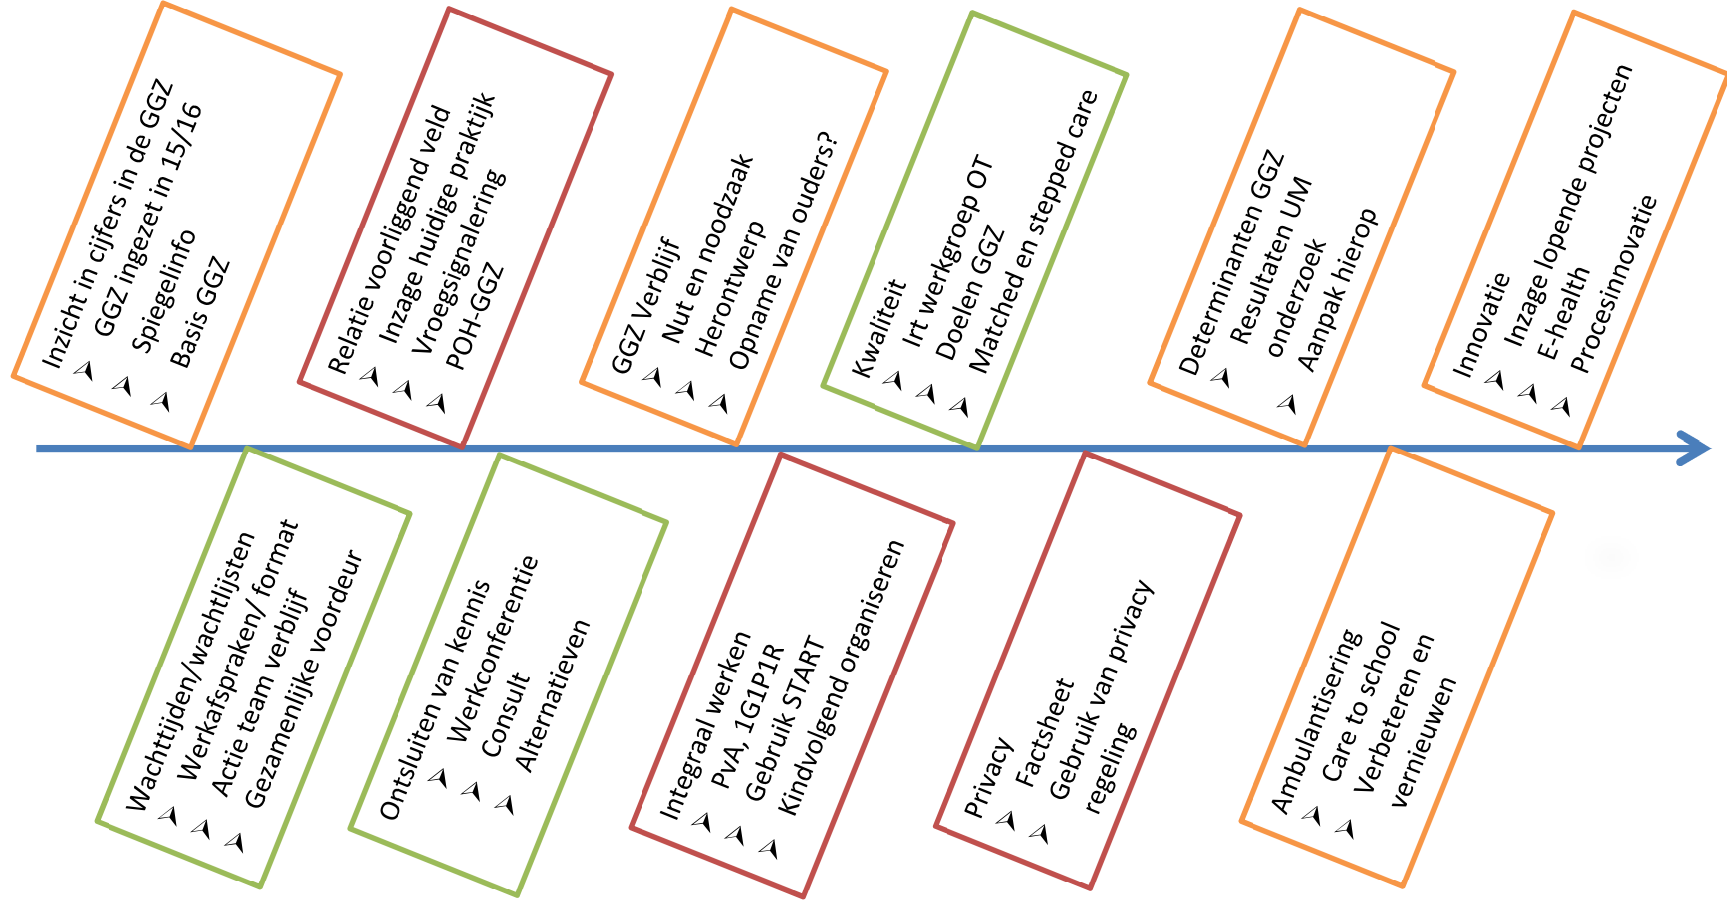 Inzicht in cijfers in de GGZ
GGZ ingezet in 15/16
Spiegelinfo
Basis GGZ
Relatie voorliggend veld
Inzage huidige praktijk
Vroegsignalering
POH-GGZ
GGZ Verblijf
Nut en noodzaak
Herontwerp
Opname van ouders?
Kwaliteit
Irt werkgroep OT
Doelen GGZ
Matched en stepped care
Determinanten GGZ
Resultaten UM
onderzoek
Aanpak hierop
Innovatie
Inzage lopende projecten
E-health
Procesinnovatie
Wachttijden/wachtlijsten
Werkafspraken/ format
Actie team verblijf
Gezamenlijke voordeur
Ontsluiten van kennis
Werkconferentie
Consult
Alternatieven
Integraal werken
PvA, 1G1P1R
Gebruik START
Kindvolgend organiseren
Privacy
Factsheet
Gebruik van privacy
regeling
Ambulantisering
Care to school
Verbeteren en
vernieuwen